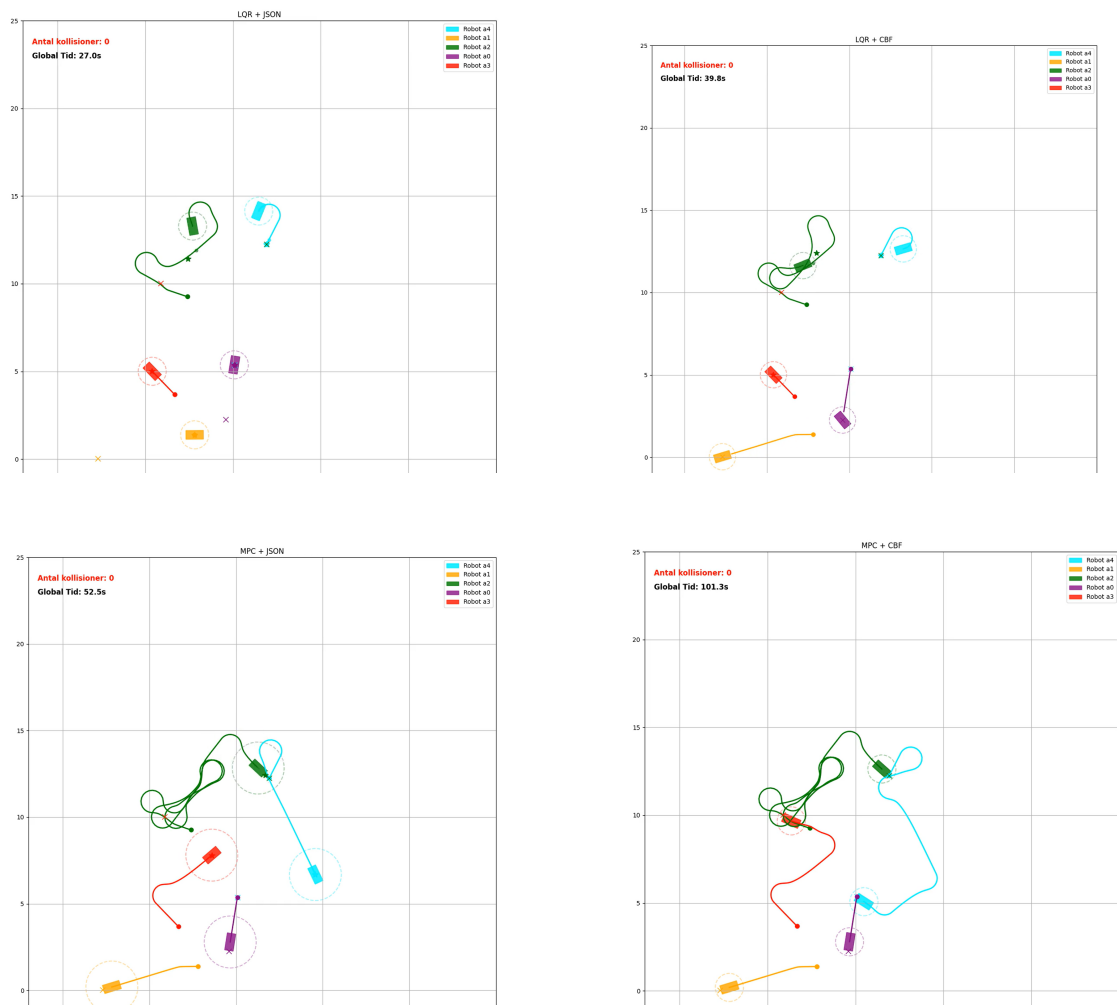 LQR + JSON
Antal kollisioner: 0
Global Tid: 27.0s
Robot a4
Robot a1
Robot a2
Robot a0
Robot a3
25
20
15
10
5
0
LQR + CBF
Antal kollisioner: 0
Global Tid: 39.8s
Robot a4
Robot a1
Robot a2
Robot a0
Robot a3
25
20
15
10
5
0
MPC + JSON
Antal kollisioner: 0
Global Tid: 52.5s
Robot a4
Robot a1
Robot a2
Robot a0
Robot a3
25
20
15
10
5
0
MPC + CBF
Antal kollisioner: 0
Global Tid: 101.3s
Robot a4
Robot a1
Robot a2
Robot a0
Robot a3
25
20
15
10
5
0